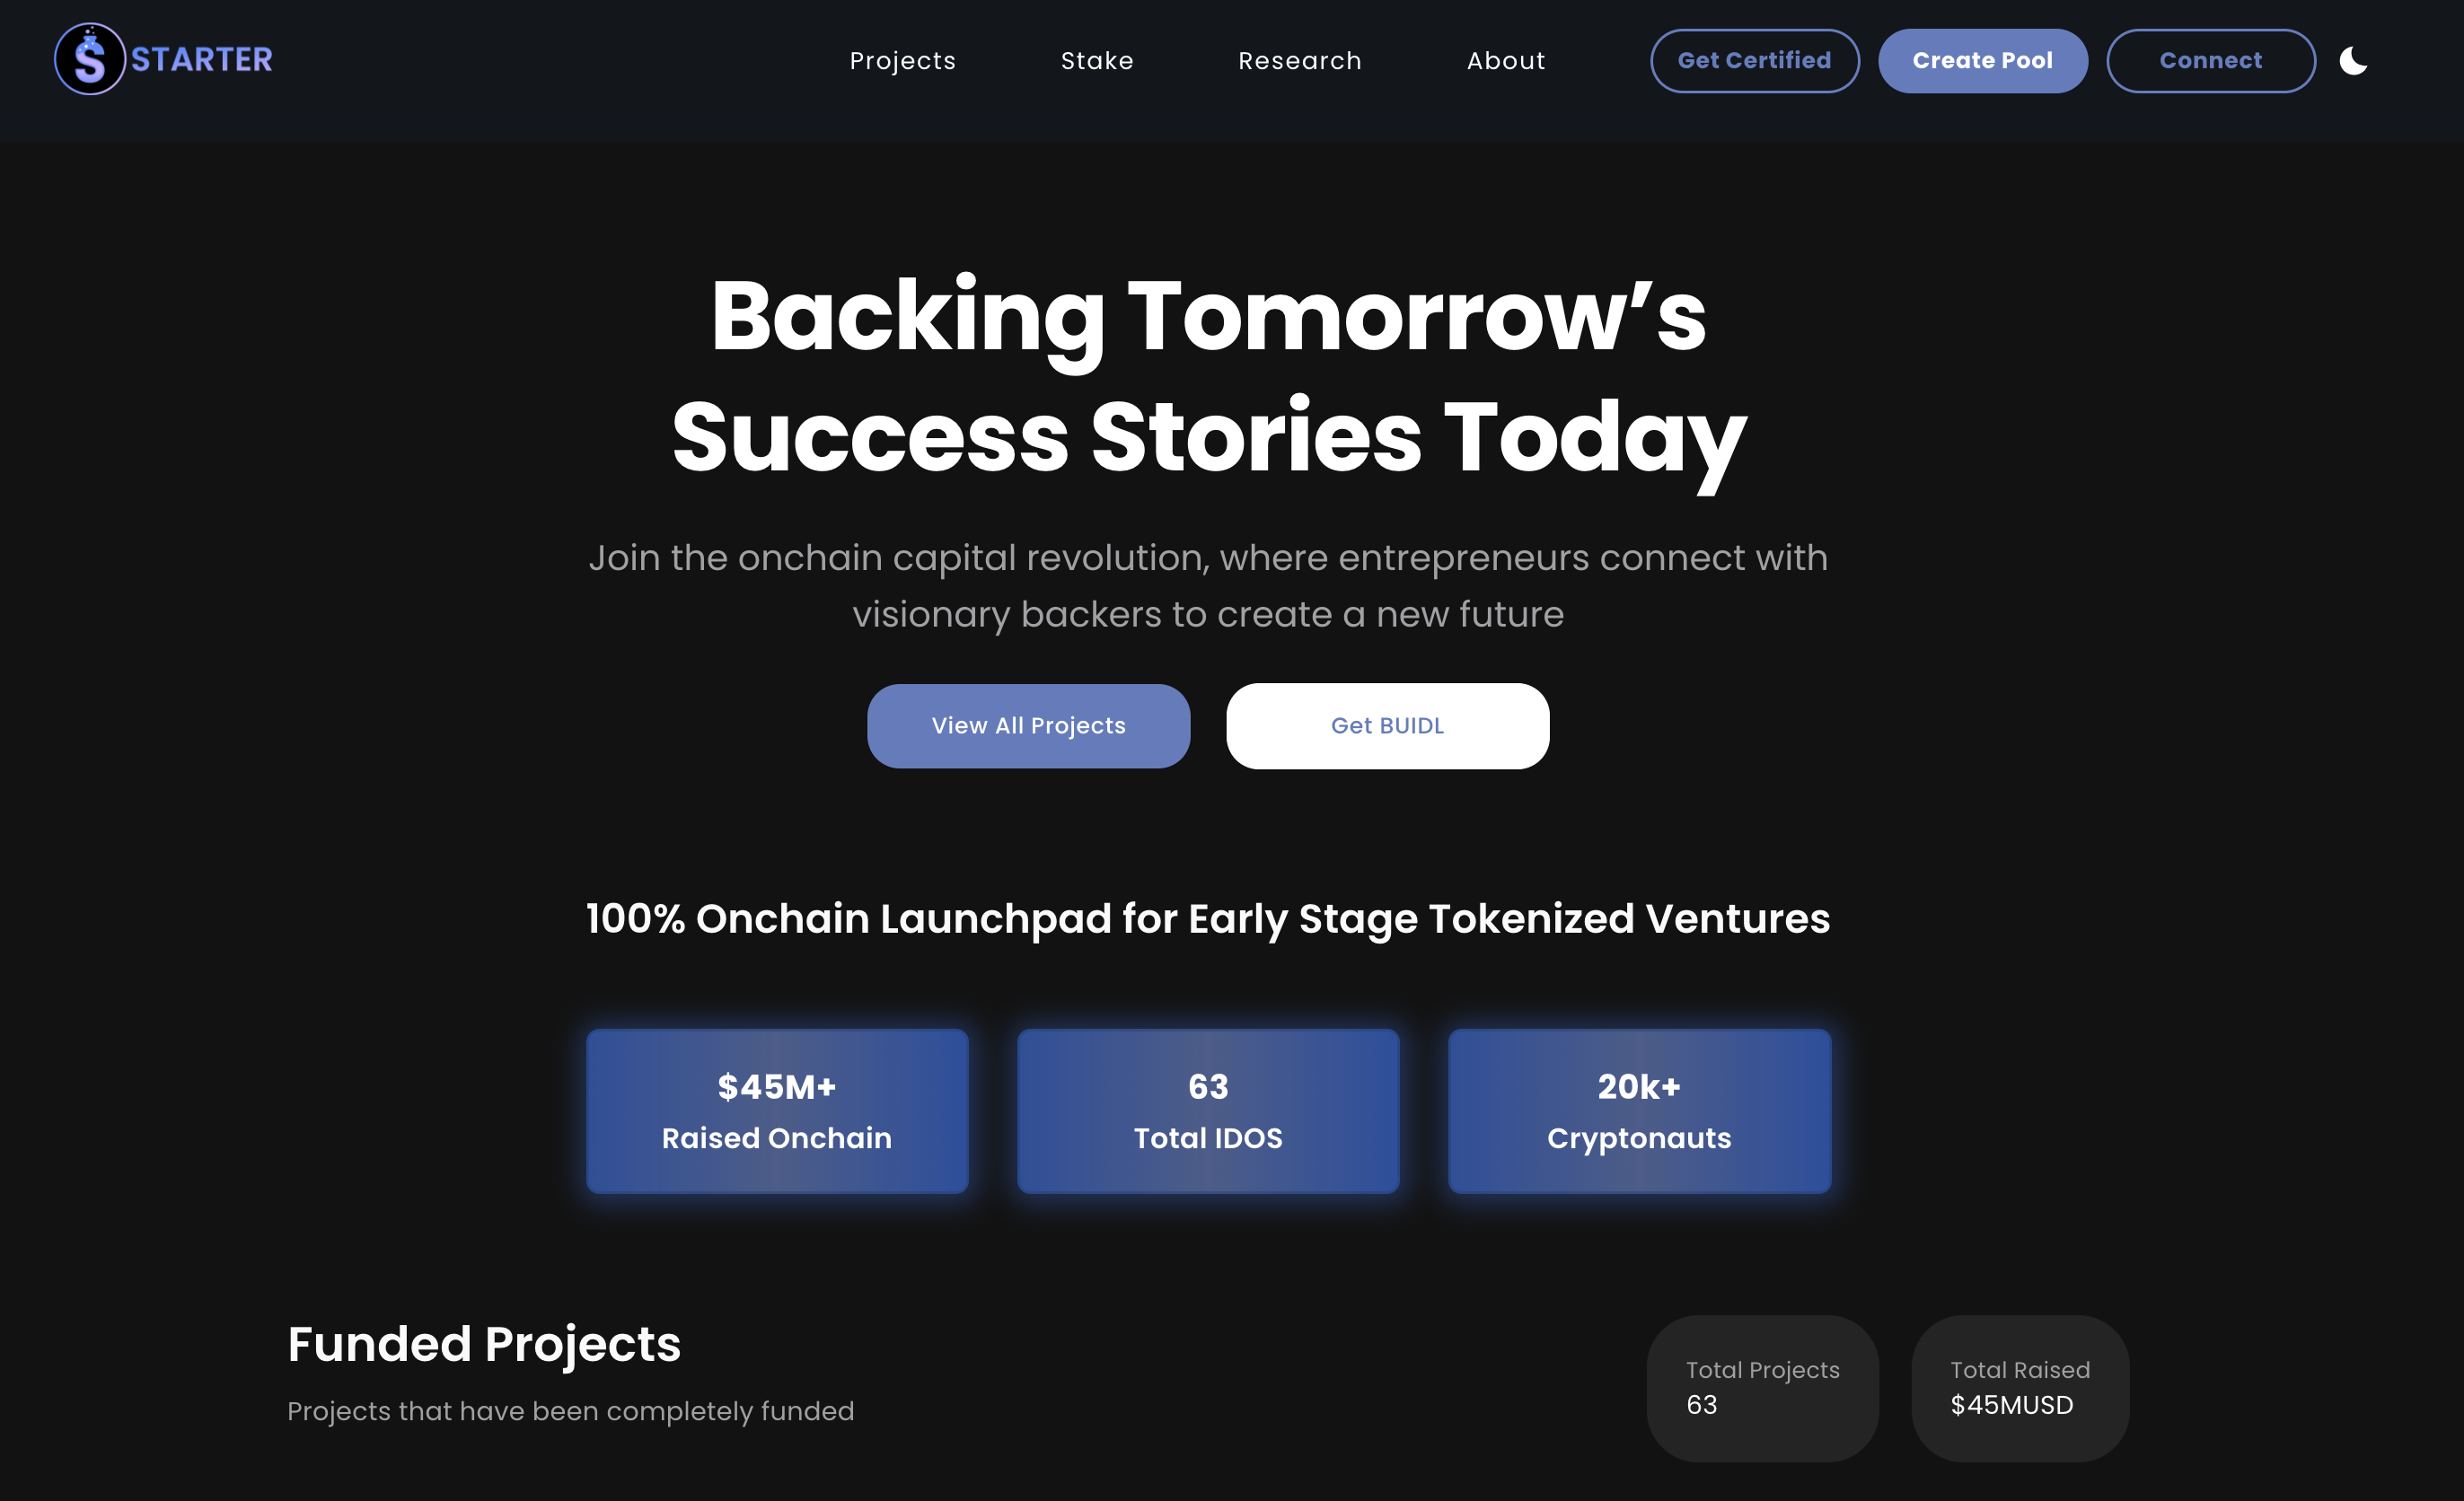 S STARTER
Projects
Stake
Research
About
Get Certified
Create Pool
Connect
Backing Tomorrow’s
Success Stories Today
Join the onchain capital revolution, where entrepreneurs connect with
visionary backers to create a new future
View All Projects
Get BUIDL
100% Onchain Launchpad for Early Stage Tokenized Ventures
$45M+
Raised Onchain
63
Total IDOS
20k+
Cryptonauts
Funded Projects
Projects that have been completely funded
Total Projects
63
Total Raised
$45MUSD